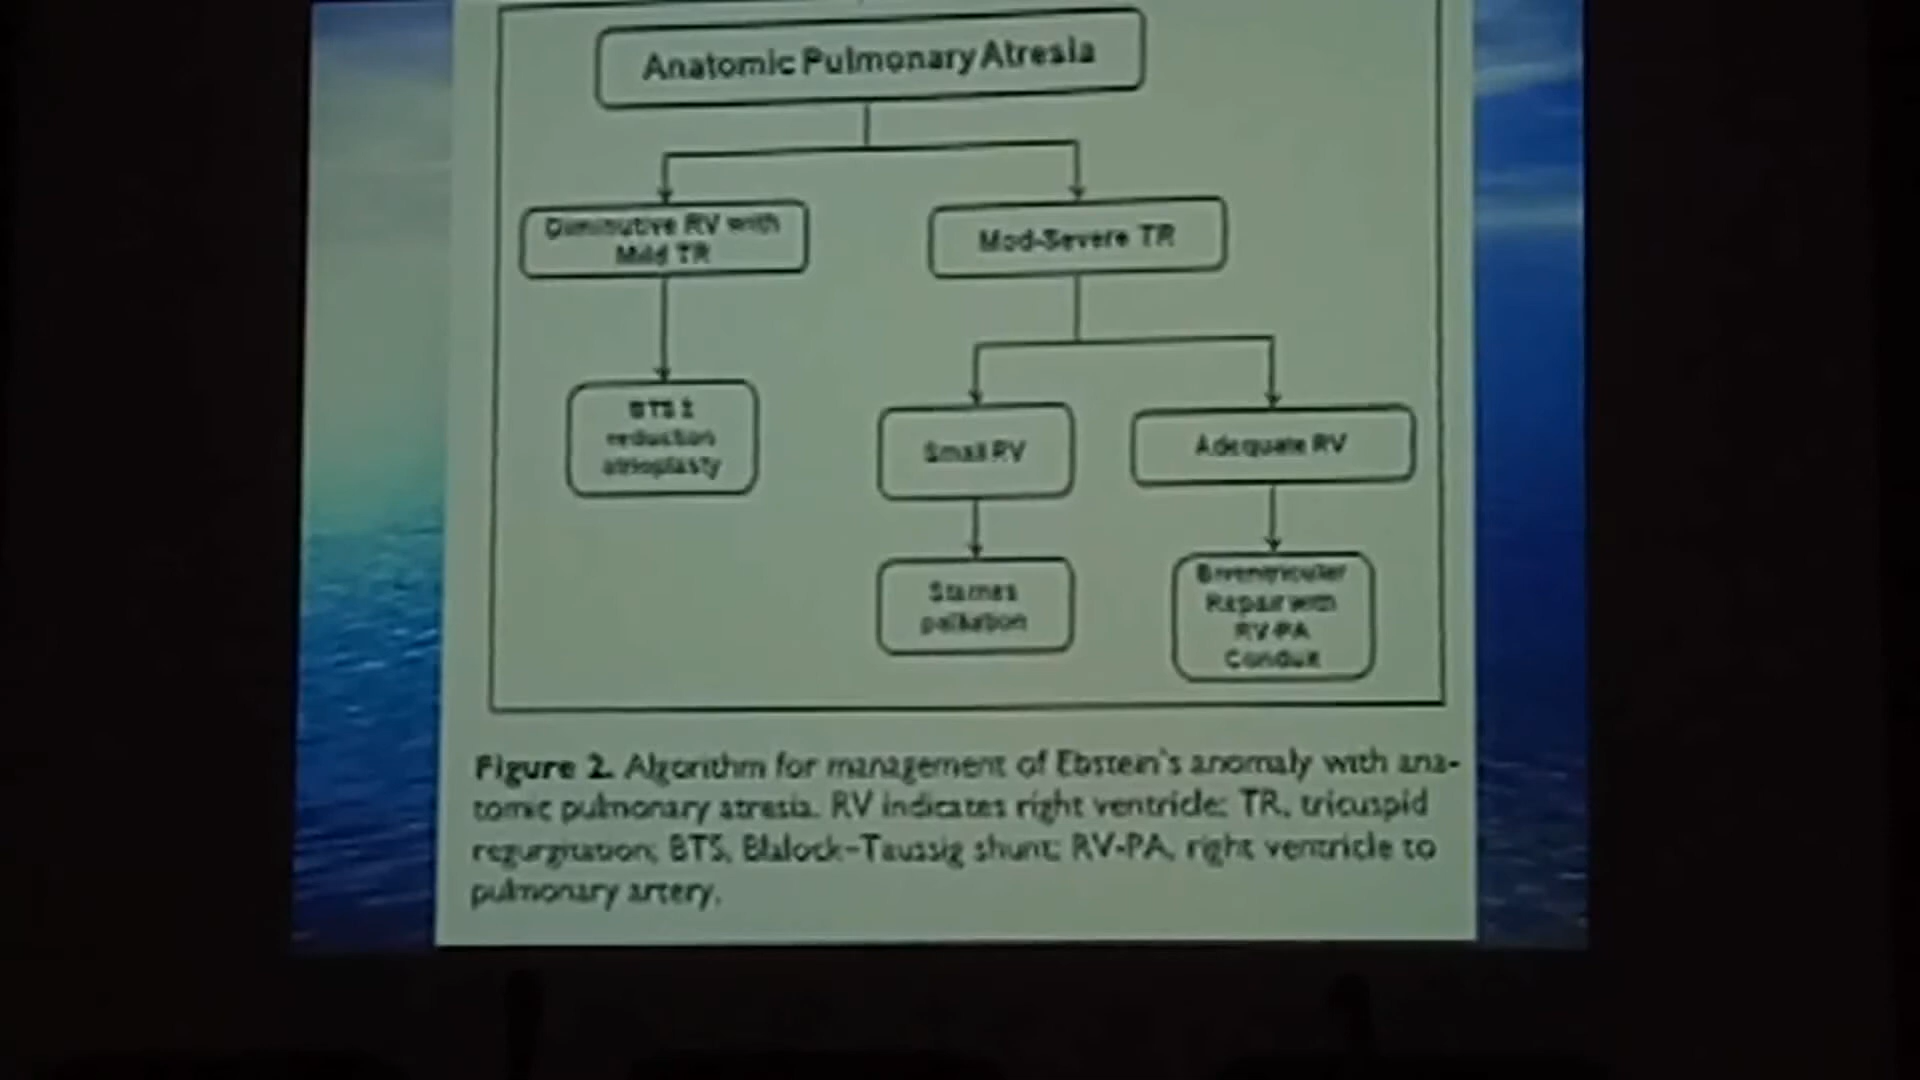 Anatomic Pulmonary Atresia
Diminutive RV with
Mild TR
Mod-Severe TR
BTS ±
reduction
atrioplasty
Small RV
Adequate RV
Starnes
palliation
Biventricular
Repair with
RV-PA
Conduit
Figure 2. Algorithm for management of Ebstein's anomaly with ana-
tomic pulmonary atresia. RV indicates right ventricle; TR, tricuspid
regurgitation; BTS, Blalock–Taussig shunt; RV-PA, right ventricle to
pulmonary artery.